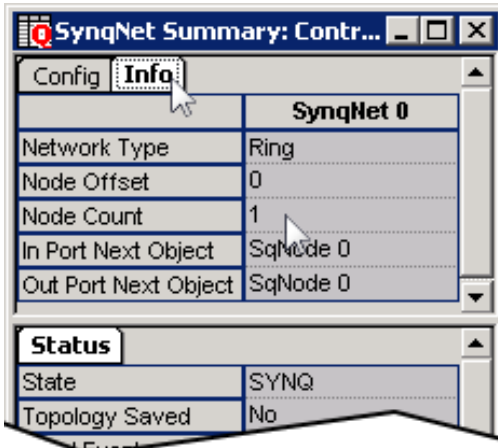 SynqNet Summary: Contr...
Config Info
SynqNet 0
Network Type Ring
Node Offset 0
Node Count 1
In Port Next Object SqNode 0
Out Port Next Object SqNode 0
Status
State SYNQ
Topology Saved No